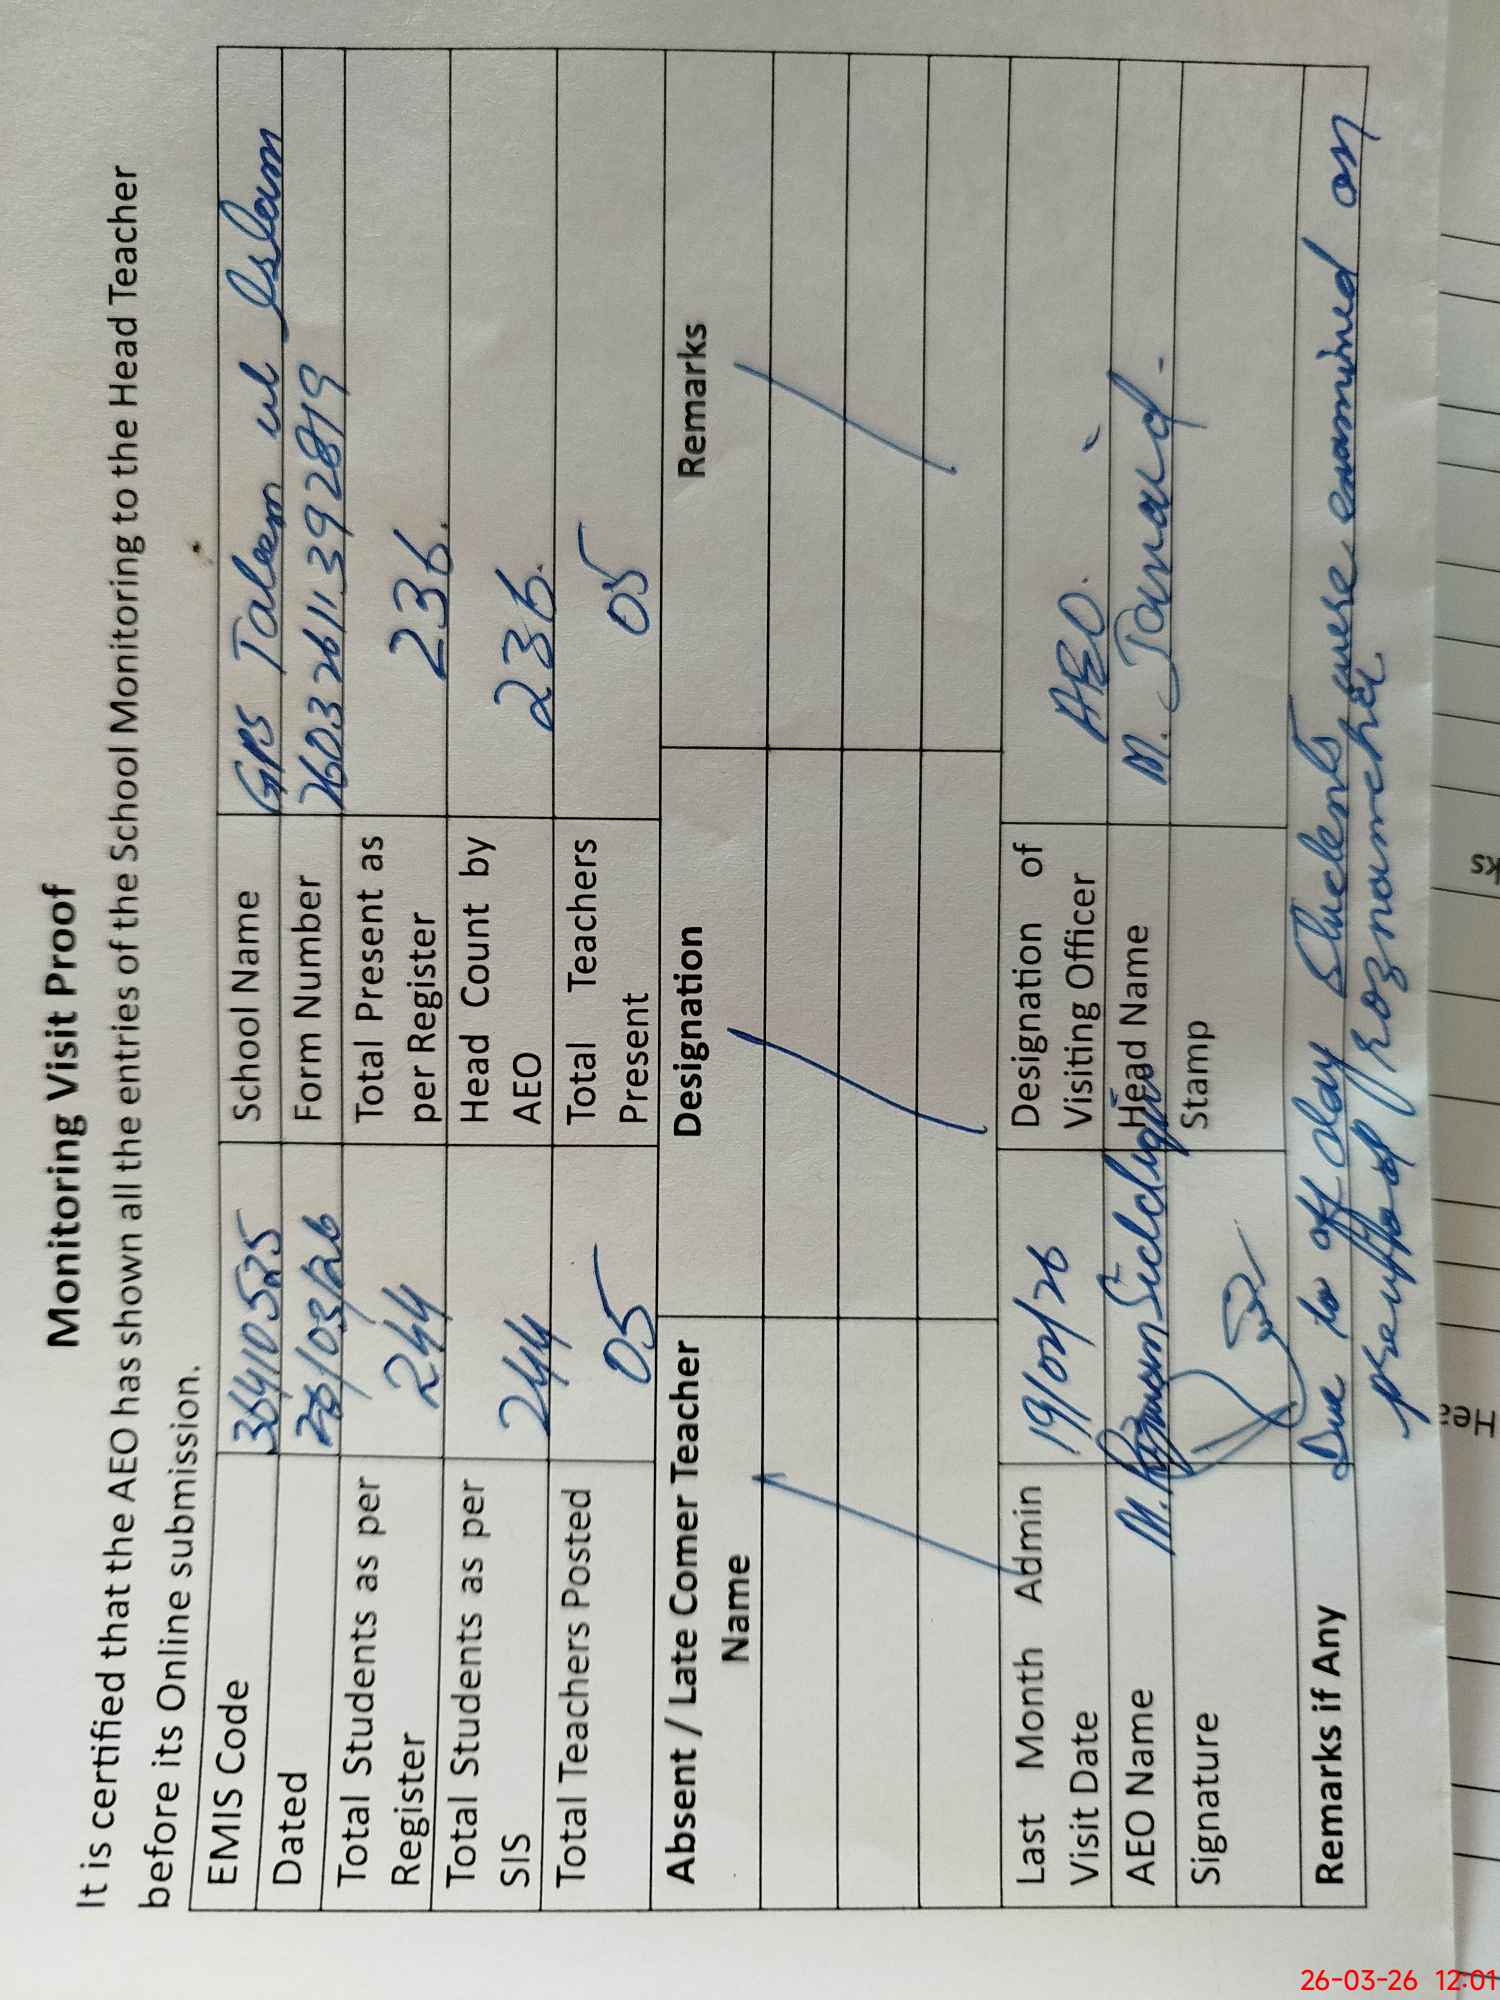 Monitoring Visit Proof
It is certified that the AEO has shown all the entries of the School Monitoring to the Head Teacher
before its Online submission.
EMIS Code 36410525 School Name GPS Taleem ul Islam
Dated 26/03/26 Form Number
Total Students as per Register 244 Total Present as per Register 236.
Total Students as per SIS 244 Head Count by AEO 236.
Total Teachers Posted 05 Total Teachers Present 05
Absent / Late Comer Teacher Name Designation Remarks
Last Month Admin Visit Date 19/02/26 Designation of Visiting Officer AEO.
AEO Name M. Rizwan Siddiqui Head Name M. Javaid.
Signature Stamp
Remarks if Any Due to off day students were examined on
of roznamcha
26-03-26 12:01